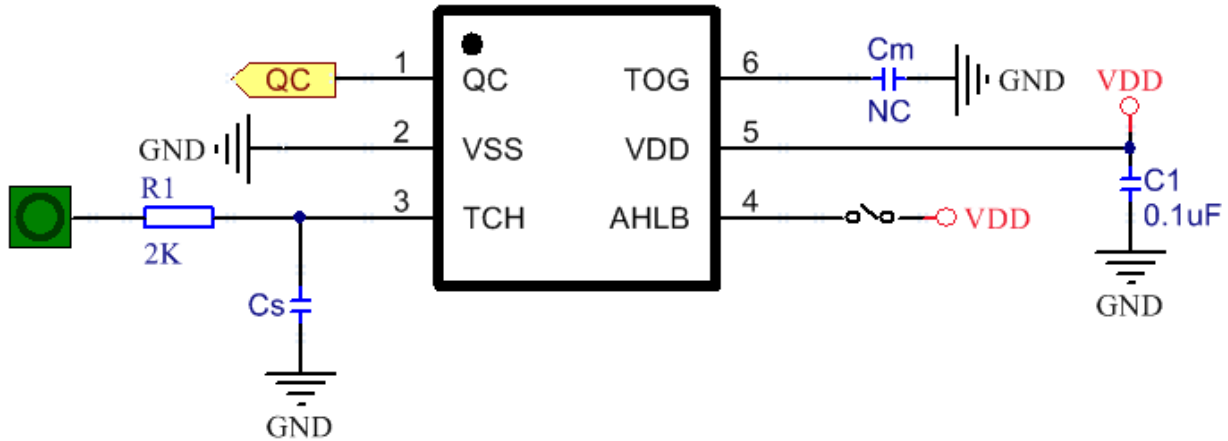 QC
1
QC
TOG
6
Cm
NC
GND
VDD
GND
2
VSS
VDD
5
C1
0.1uF
GND
R1
2K
3
TCH
AHLB
4
VDD
Cs
GND